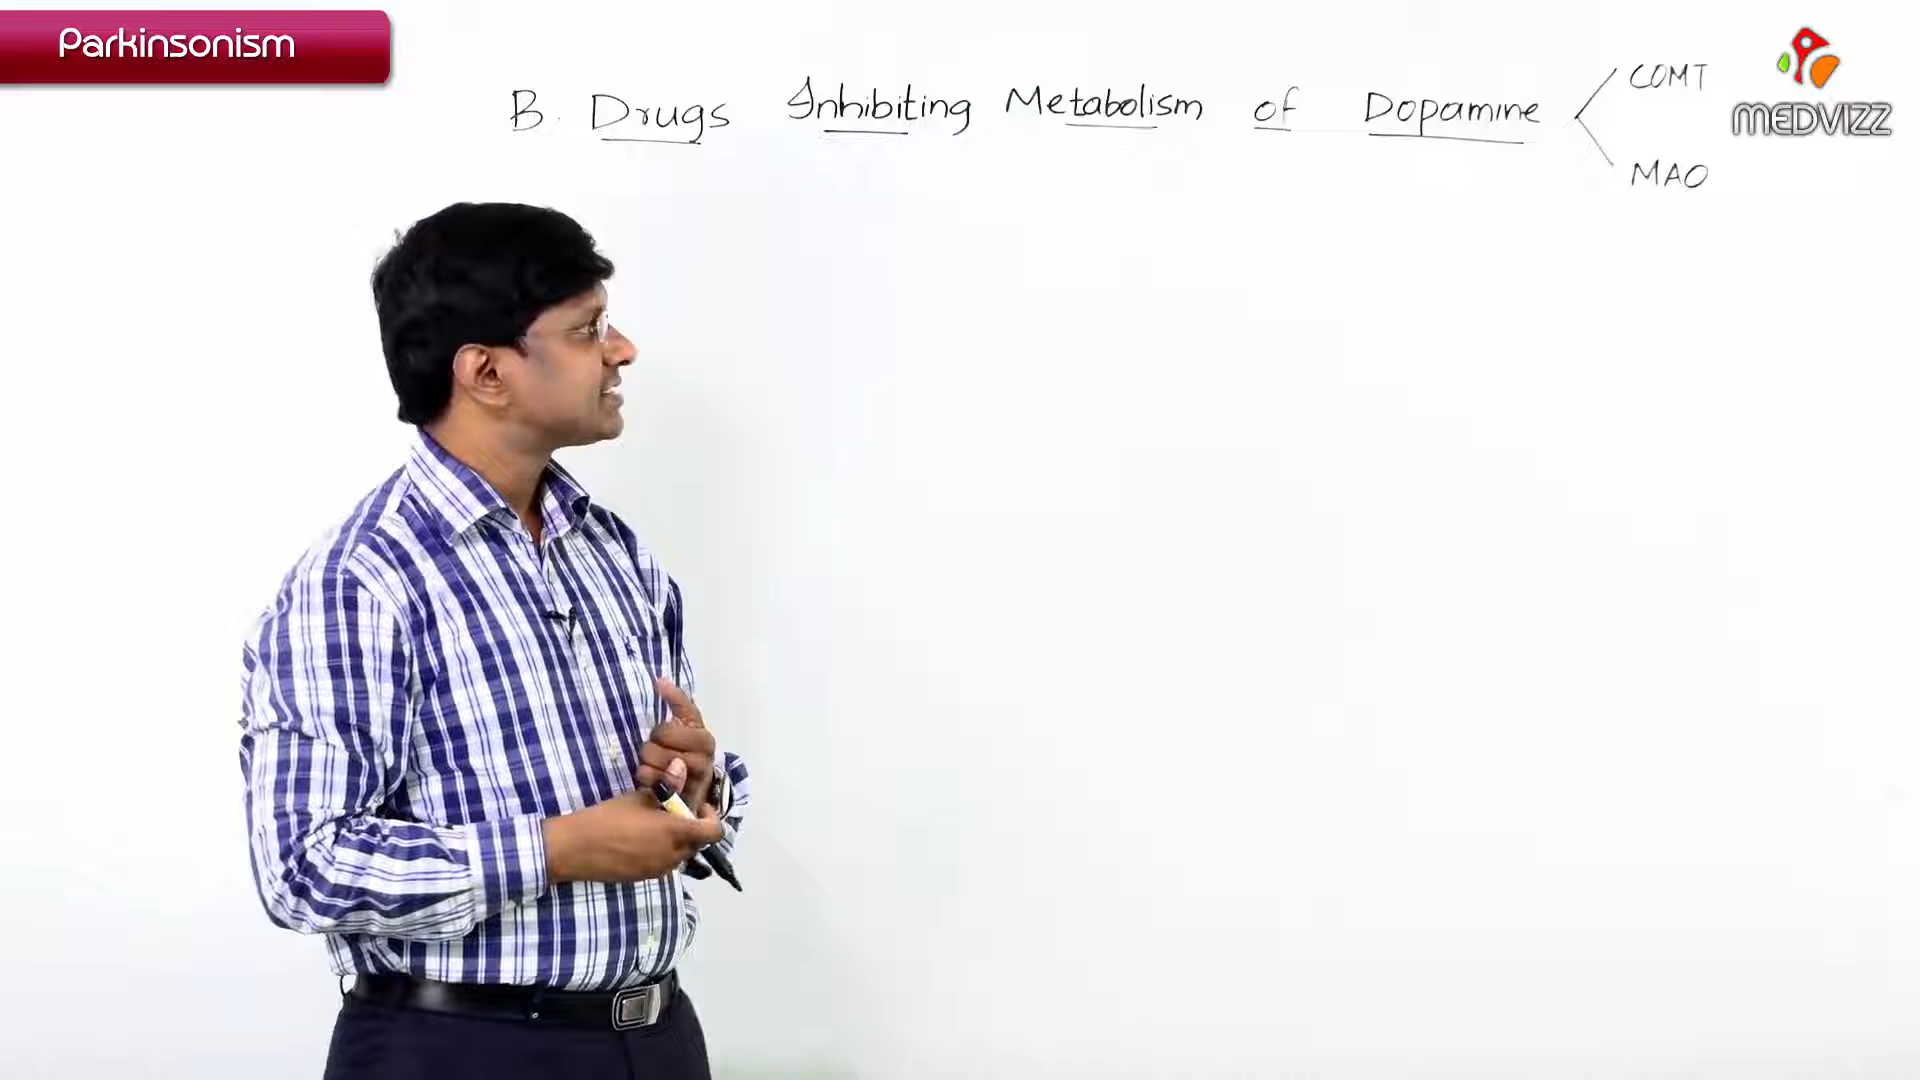 Parkinsonism
B. Drugs Inhibiting Metabolism of Dopamine
COMT
MAO
MEDVIZZ